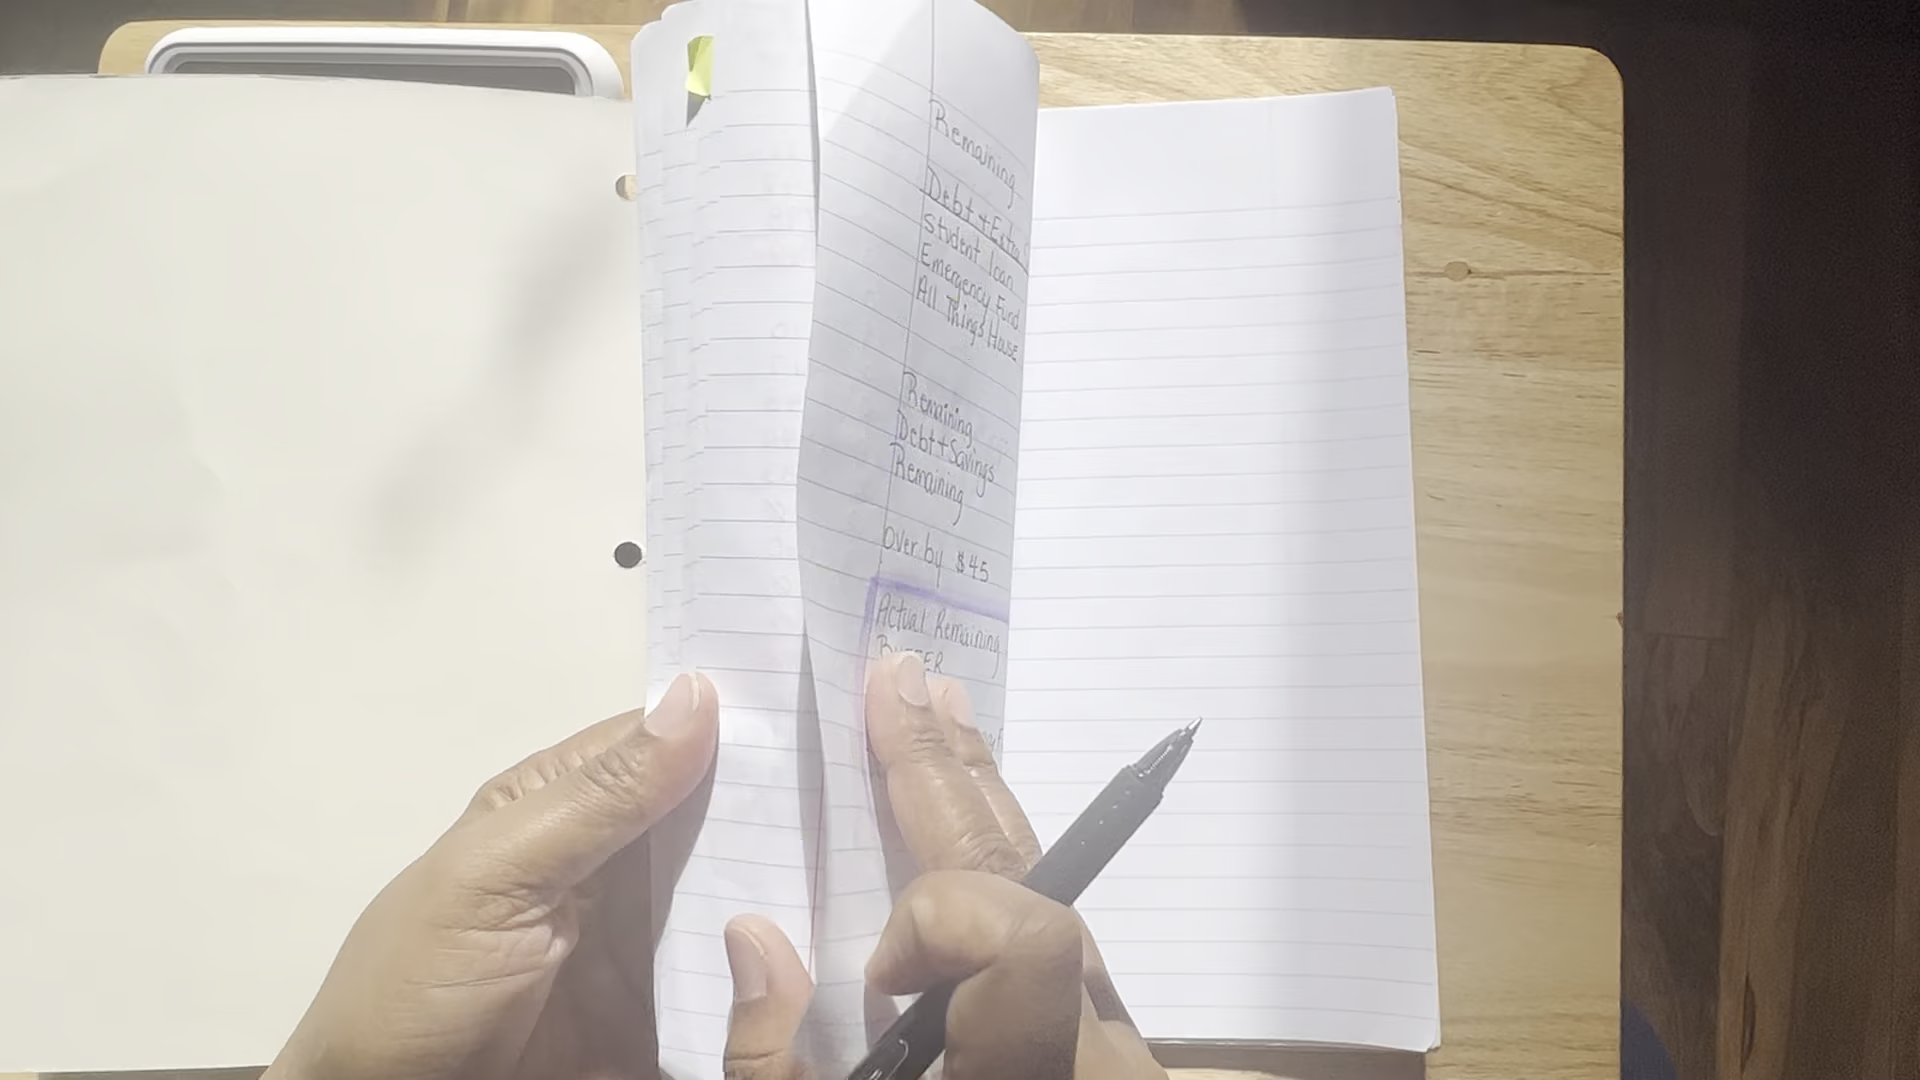 Remaining
Debt + Extra
Student loan
Emergency Fund
All Things House
Remaining
Debt + Savings
Remaining
Over by $45
Actual Remaining
BUFFER